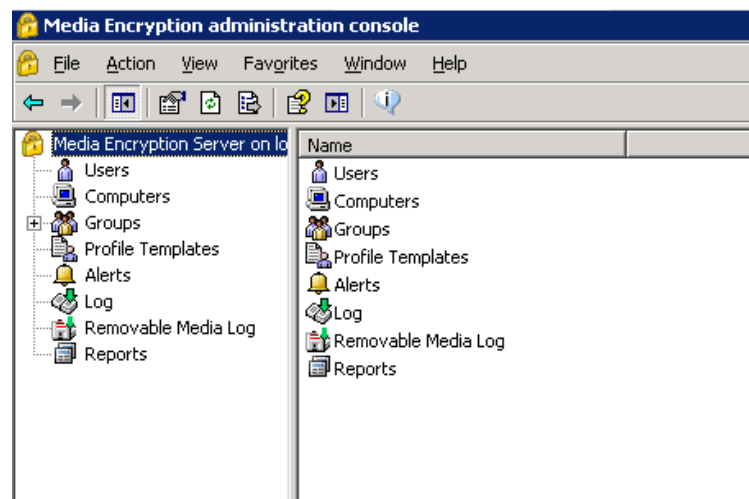 Media Encryption administration console
File Action View Favorites Window Help
Media Encryption Server on lo
Users
Computers
Groups
Profile Templates
Alerts
Log
Removable Media Log
Reports
Name
Users
Computers
Groups
Profile Templates
Alerts
Log
Removable Media Log
Reports